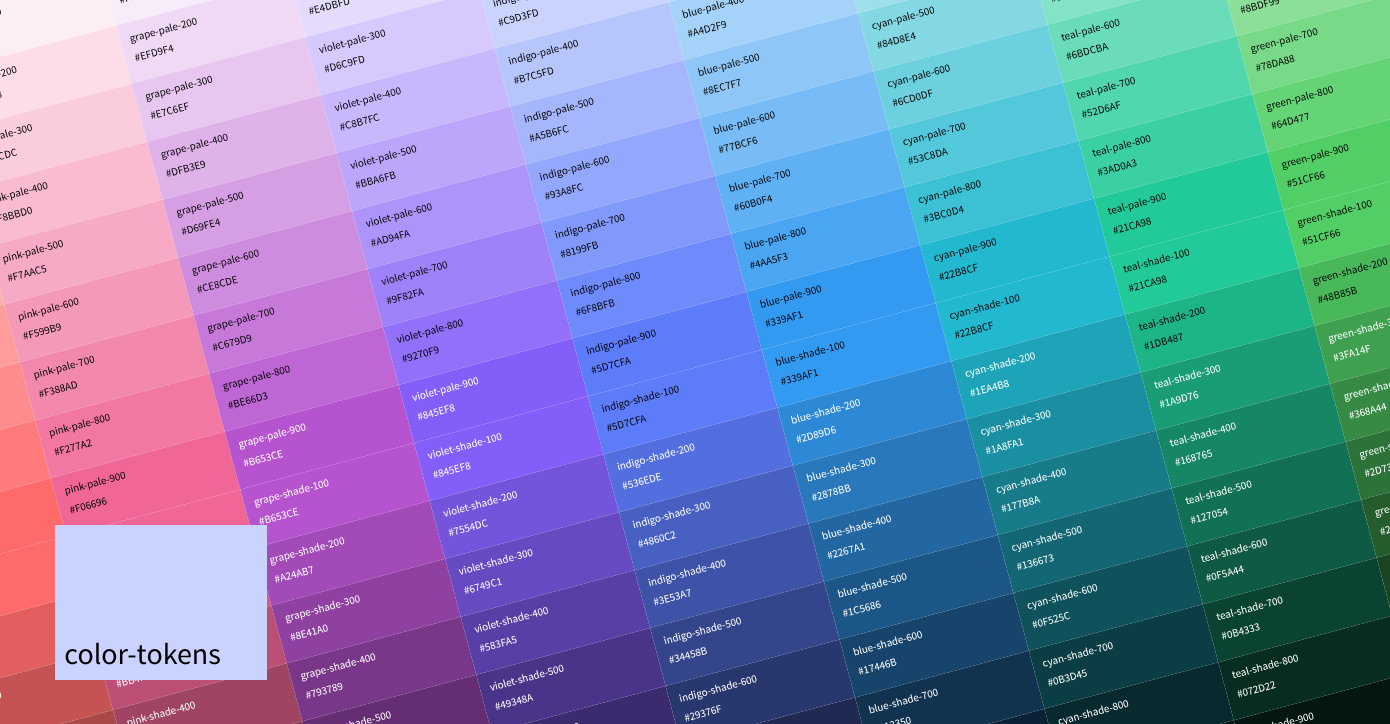 -200
ale-300
CDC
k-pale-400
F8BBD0
pink-pale-500
#F7AAC5
pink-pale-600
#F599B9
pink-pale-700
#F388AD
pink-pale-800
#F277A2
pink-pale-900
#F06696
pink-shade-400
grape-pale-200
#EFD9F4
grape-pale-300
#E7C6EF
grape-pale-400
#DFB3E9
grape-pale-500
#D69FE4
grape-pale-600
#CE8CDE
grape-pale-700
#C679D9
grape-pale-800
#BE66D3
grape-pale-900
#B653CE
grape-shade-100
#B653CE
grape-shade-200
#A24AB7
grape-shade-300
#8E41A0
grape-shade-400
#793789
-shade-500
#E4DBFD
violet-pale-300
#D6C9FD
violet-pale-400
#C8B7FC
violet-pale-500
#BBA6FB
violet-pale-600
#AD94FA
violet-pale-700
#9F82FA
violet-pale-800
#9270F9
violet-pale-900
#845EF8
violet-shade-100
#845EF8
violet-shade-200
#7554DC
violet-shade-300
#6749C1
violet-shade-400
#583FA5
violet-shade-500
#49348A
#C9D3FD
indigo-pale-400
#B7C5FD
indigo-pale-500
#A5B6FC
indigo-pale-600
#93A8FC
indigo-pale-700
#8199FB
indigo-pale-800
#6F8BFB
indigo-pale-900
#5D7CFA
indigo-shade-100
#5D7CFA
indigo-shade-200
#536EDE
indigo-shade-300
#4860C2
indigo-shade-400
#3E53A7
indigo-shade-500
#34458B
indigo-shade-600
#29376F
blue-pale-400
#A4D2F9
blue-pale-500
#8EC7F7
blue-pale-600
#77BCF6
blue-pale-700
#60B0F4
blue-pale-800
#4AA5F3
blue-pale-900
#339AF1
blue-shade-100
#339AF1
blue-shade-200
#2D89D6
blue-shade-300
#2878BB
blue-shade-400
#2267A1
blue-shade-500
#1C5686
blue-shade-600
#17446B
blue-shade-700
cyan-pale-500
#84D8E4
cyan-pale-600
#6CD0DF
cyan-pale-700
#53C8DA
cyan-pale-800
#3BC0D4
cyan-pale-900
#22B8CF
cyan-shade-100
#22B8CF
cyan-shade-200
#1EA4B8
cyan-shade-300
#1A8FA1
cyan-shade-400
#177B8A
cyan-shade-500
#136673
cyan-shade-600
#0F525C
cyan-shade-700
#0B3D45
cyan-shade-800
teal-pale-600
#6BDCBA
teal-pale-700
#52D6AF
teal-pale-800
#3AD0A3
teal-pale-900
#21CA98
teal-shade-100
#21CA98
teal-shade-200
#1DB487
teal-shade-300
#1A9D76
teal-shade-400
#168765
teal-shade-500
#127054
teal-shade-600
#0F5A44
teal-shade-700
#0B4333
teal-shade-800
#072D22
-900
#8BDF99
green-pale-700
#78DA88
green-pale-800
#64D477
green-pale-900
#51CF66
green-shade-100
#51CF66
green-shade-200
#48B85B
green-shade-3
#3FA14F
green-shad
#368A44
green-s
#2D73
gree
color-tokens